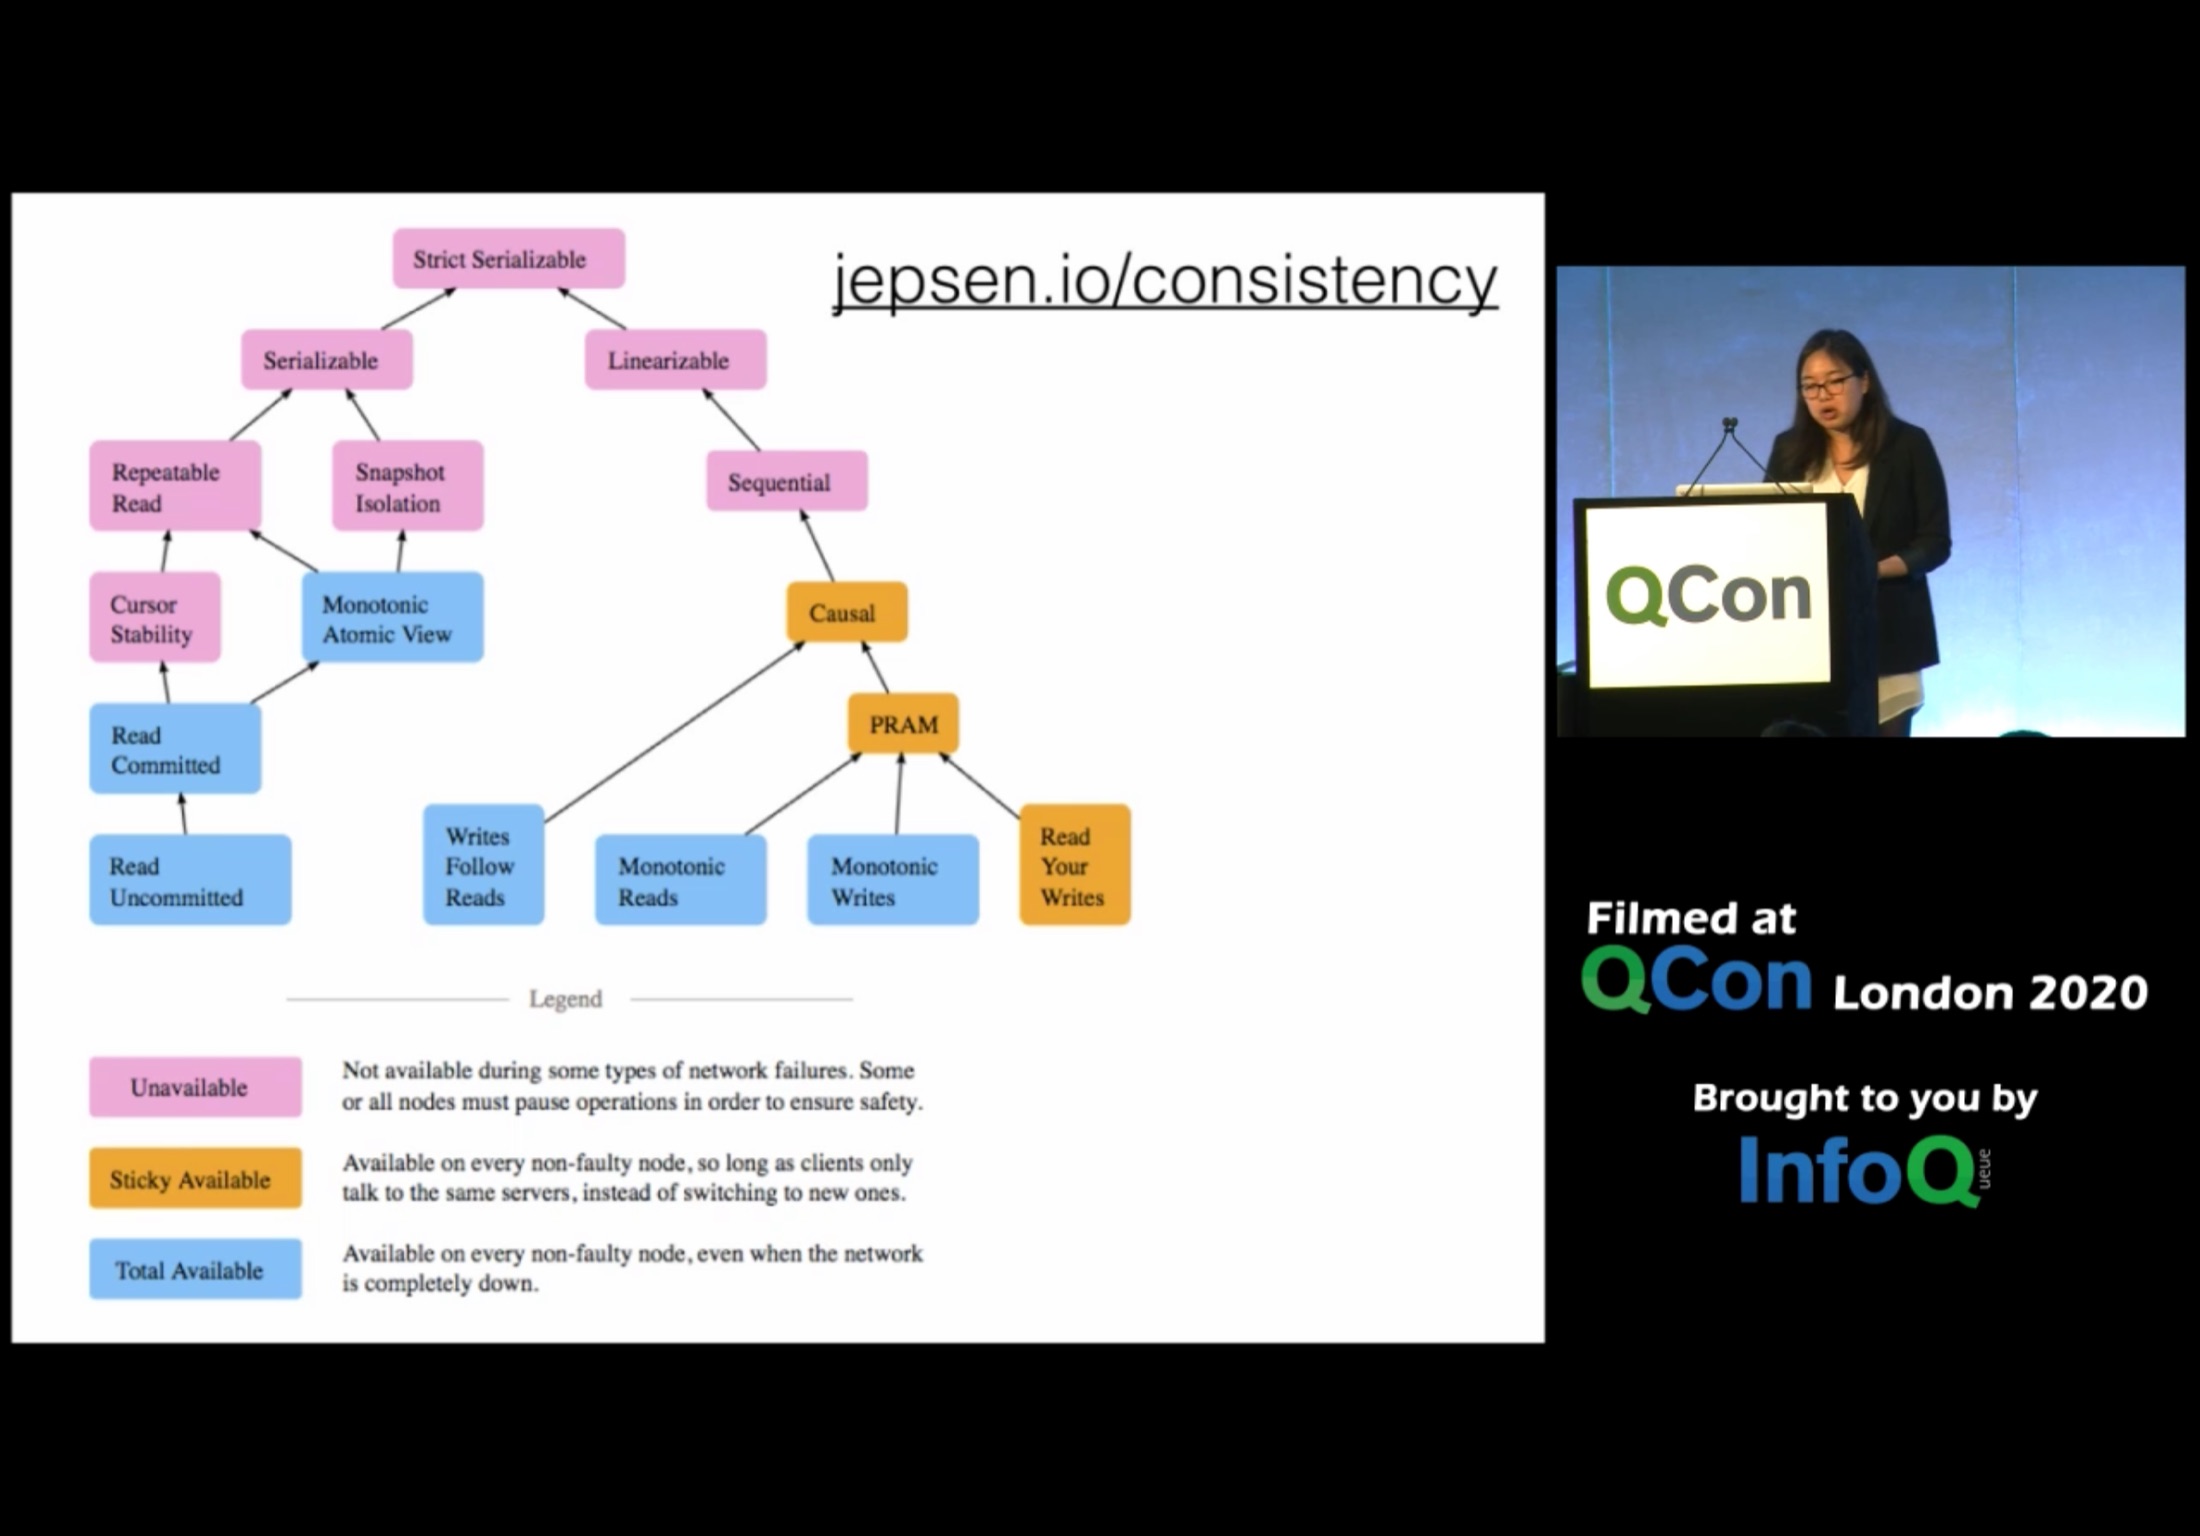 jepsen.io/consistency
Strict Serializable
Serializable
Linearizable
Repeatable
Read
Snapshot
Isolation
Sequential
Cursor
Stability
Monotonic
Atomic View
Causal
Read
Committed
PRAM
Read
Uncommitted
Writes
Follow
Reads
Monotonic
Reads
Monotonic
Writes
Read
Your
Writes
Legend
Unavailable
Not available during some types of network failures. Some
or all nodes must pause operations in order to ensure safety.
Sticky Available
Available on every non-faulty node, so long as clients only
talk to the same servers, instead of switching to new ones.
Total Available
Available on every non-faulty node, even when the network
is completely down.
QCon
Filmed at
QCon London 2020
Brought to you by
InfoQueue